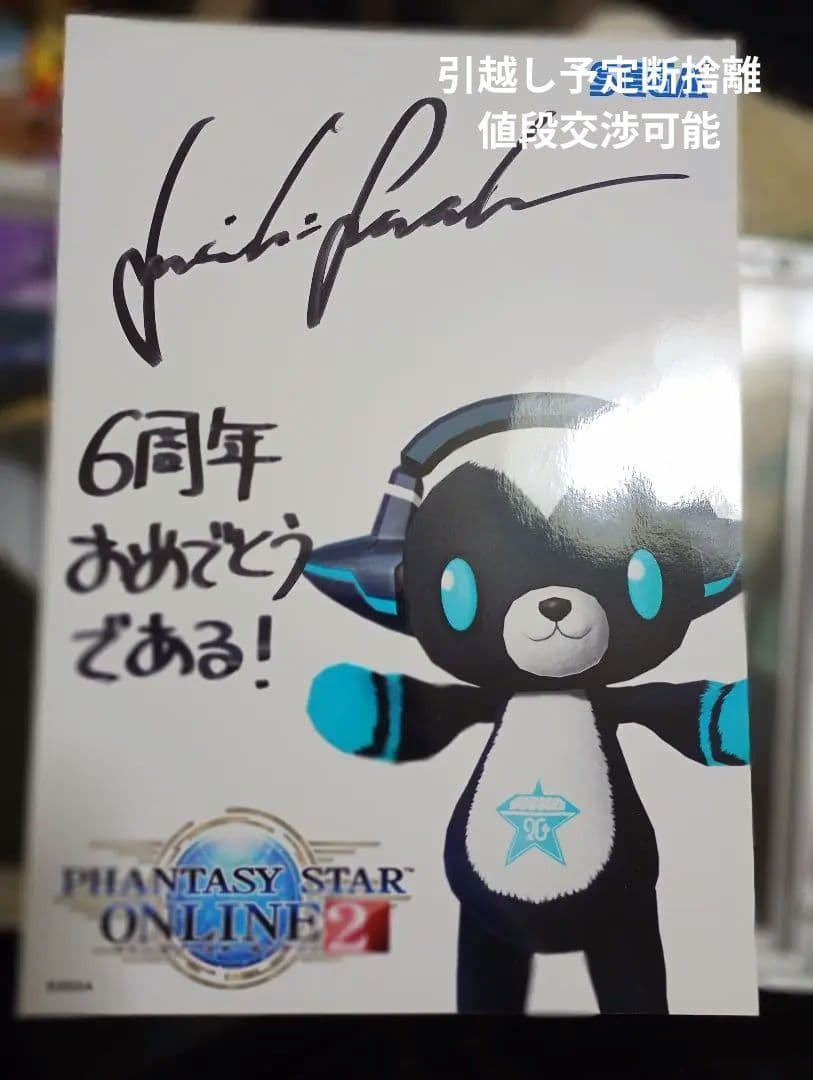 引越し予定断捨離
SEGA
値段交渉可能
6周年
おめでとう
である!
PHANTASY STAR
ONLINE 2